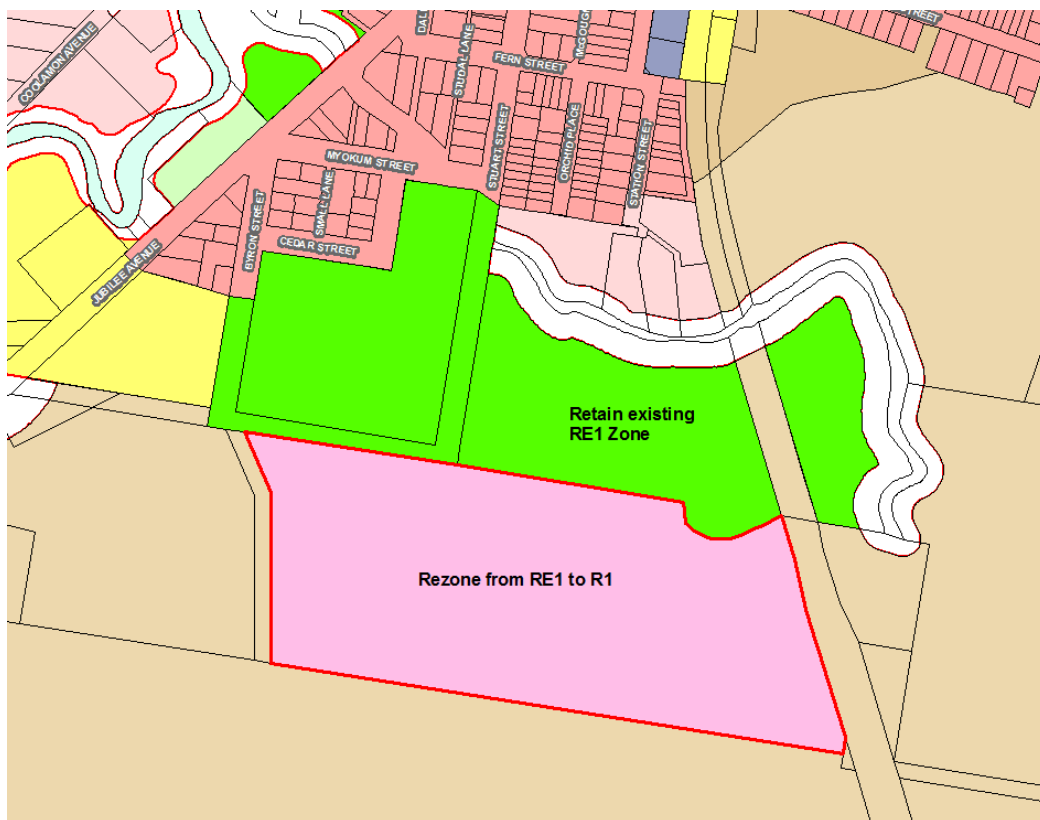 STREET
COOLAMON AVENUE
STUDAL LANE
FERN STREET
MYOKUM STREET
STUART STREET
ORCHID PLACE
STATION STREET
SMALL LANE
BYRON STREET
CEDAR STREET
JUBILEE AVENUE
Retain existing
RE1 Zone
Rezone from RE1 to R1